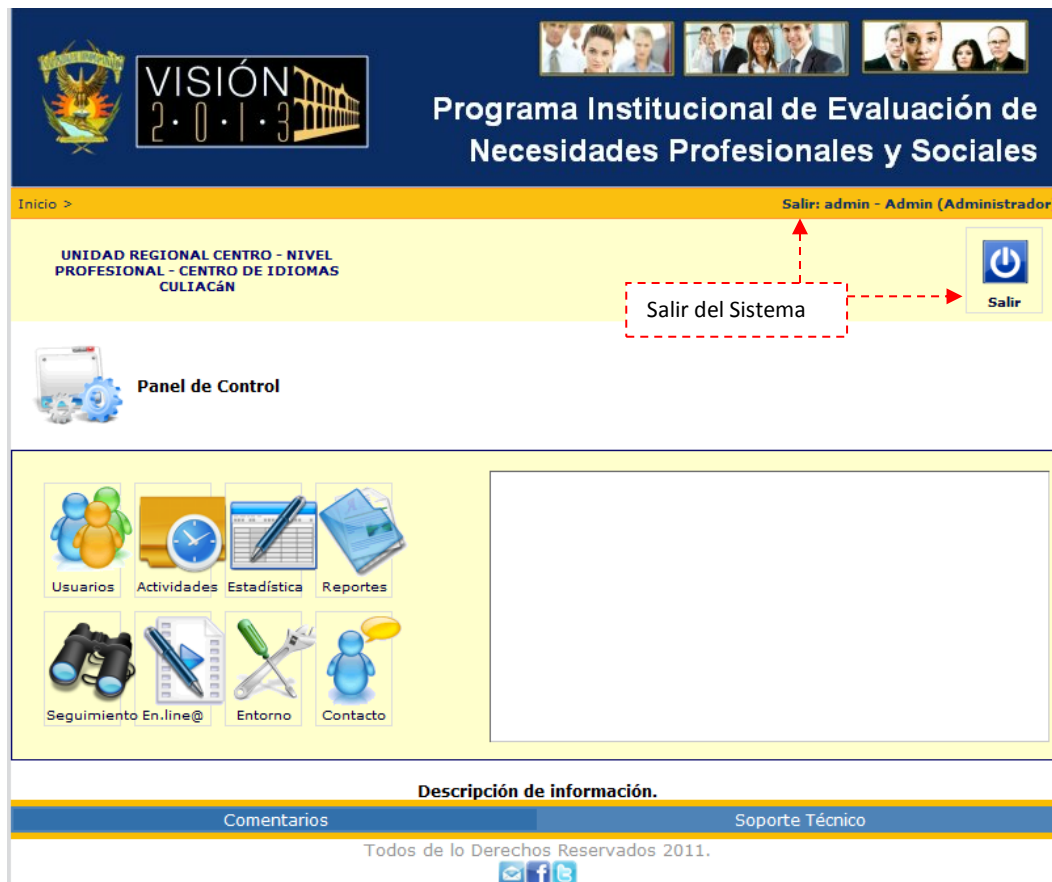 VISIÓN
2·0·1·3
Programa Institucional de Evaluación de
Necesidades Profesionales y Sociales
Inicio >
Salir: admin - Admin (Administrador
UNIDAD REGIONAL CENTRO - NIVEL
PROFESIONAL - CENTRO DE IDIOMAS
CULIACáN
Salir
Salir del Sistema
Panel de Control
Usuarios Actividades Estadística Reportes
Seguimiento En.line@ Entorno Contacto
Descripción de información.
Comentarios Soporte Técnico
Todos de lo Derechos Reservados 2011.